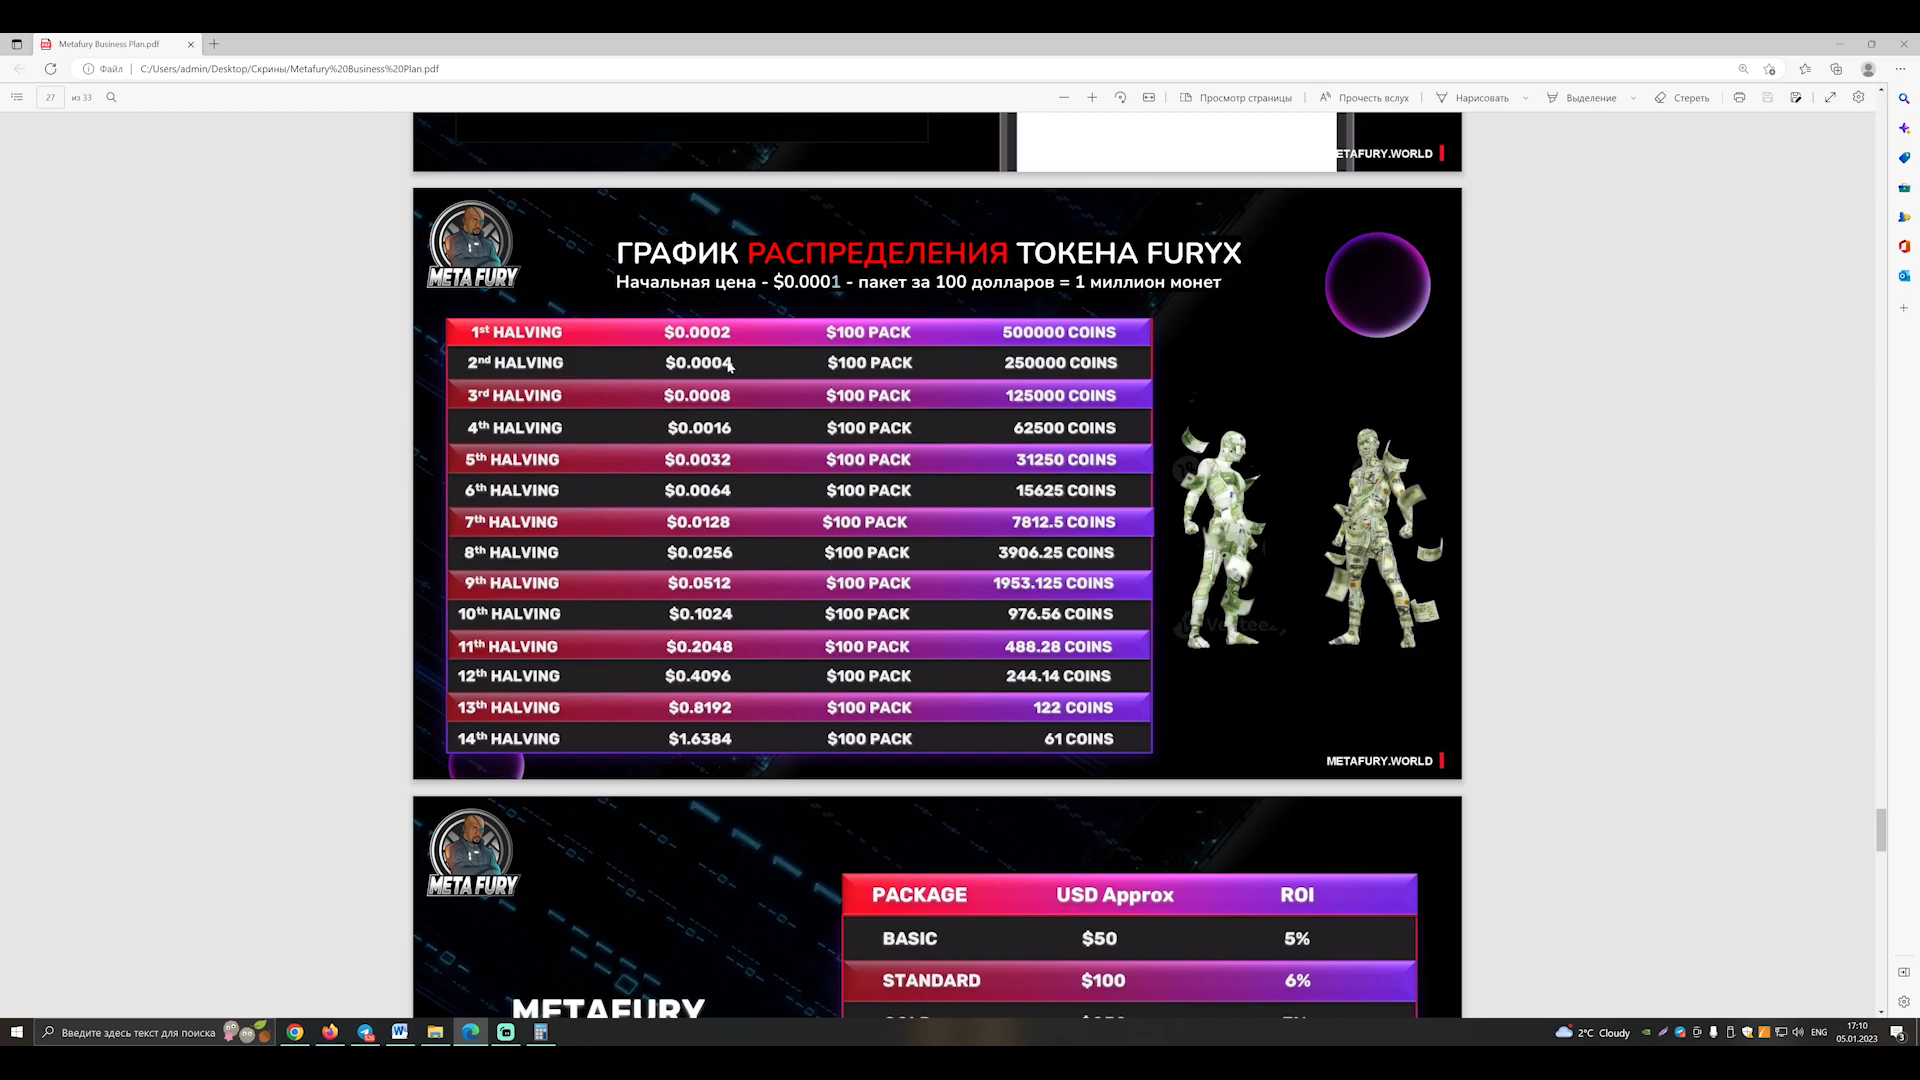 Metafury Business Plan.pdf
Файл
C:/Users/admin/Desktop/Скрины/Metafury%20Business%20Plan.pdf
27 из 33
Просмотр страницы
Прочесть вслух
Нарисовать
Выделение
Стереть
METAFURY.WORLD
META FURY
ГРАФИК РАСПРЕДЕЛЕНИЯ ТОКЕНА FURYX
Начальная цена - $0.0001 - пакет за 100 долларов = 1 миллион монет
1st HALVING $0.0002 $100 PACK 500000 COINS
2nd HALVING $0.0004 $100 PACK 250000 COINS
3rd HALVING $0.0008 $100 PACK 125000 COINS
4th HALVING $0.0016 $100 PACK 62500 COINS
5th HALVING $0.0032 $100 PACK 31250 COINS
6th HALVING $0.0064 $100 PACK 15625 COINS
7th HALVING $0.0128 $100 PACK 7812.5 COINS
8th HALVING $0.0256 $100 PACK 3906.25 COINS
9th HALVING $0.0512 $100 PACK 1953.125 COINS
10th HALVING $0.1024 $100 PACK 976.56 COINS
11th HALVING $0.2048 $100 PACK 488.28 COINS
12th HALVING $0.4096 $100 PACK 244.14 COINS
13th HALVING $0.8192 $100 PACK 122 COINS
14th HALVING $1.6384 $100 PACK 61 COINS
METAFURY.WORLD
META FURY
PACKAGE USD Approx ROI
BASIC $50 5%
STANDARD $100 6%
METAFURY
Введите здесь текст для поиска
2°C Cloudy
ENG
17:10
05.01.2023